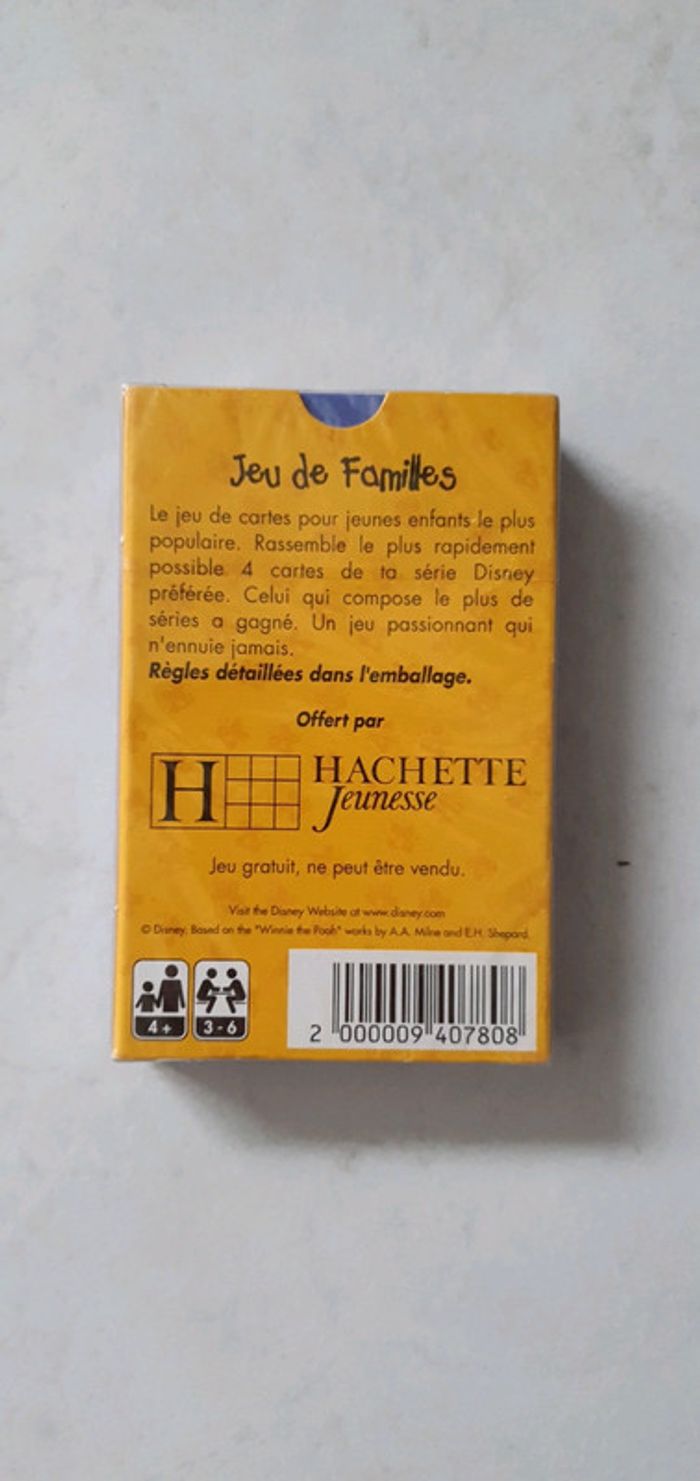 Jeu de Familles
Le jeu de cartes pour jeunes enfants le plus
populaire. Rassemble le plus rapidement
possible 4 cartes de ta série Disney
préférée. Celui qui compose le plus de
séries a gagné. Un jeu passionnant qui
n'ennuie jamais.
Règles détaillées dans l'emballage.
Offert par
H HACHETTE
Jeunesse
Jeu gratuit, ne peut être vendu.
Visit the Disney Website at www.disney.com
© Disney. Based on the "Winnie the Pooh" works by A.A. Milne and E.H. Shepard.
4+ 3-6
2 000009 407808